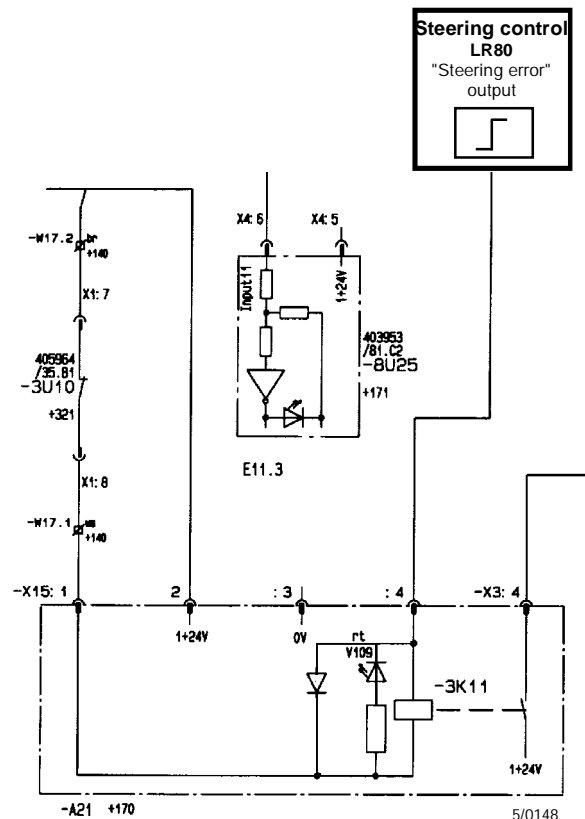 Steering control
LR80
"Steering error"
output
X4: 6
X4: 5
-W17.2
br
+140
Input11
1+24V
X1: 7
403953
/81.C2
-8U25
+171
405964
/35.B1
-3U10
+321
E11.3
X1: 8
-W17.1
ws
+140
-X15: 1
2
: 3
: 4
-X3: 4
1+24V
0V
rt
V109
-3K11
1+24V
-A21 +170
5/0148